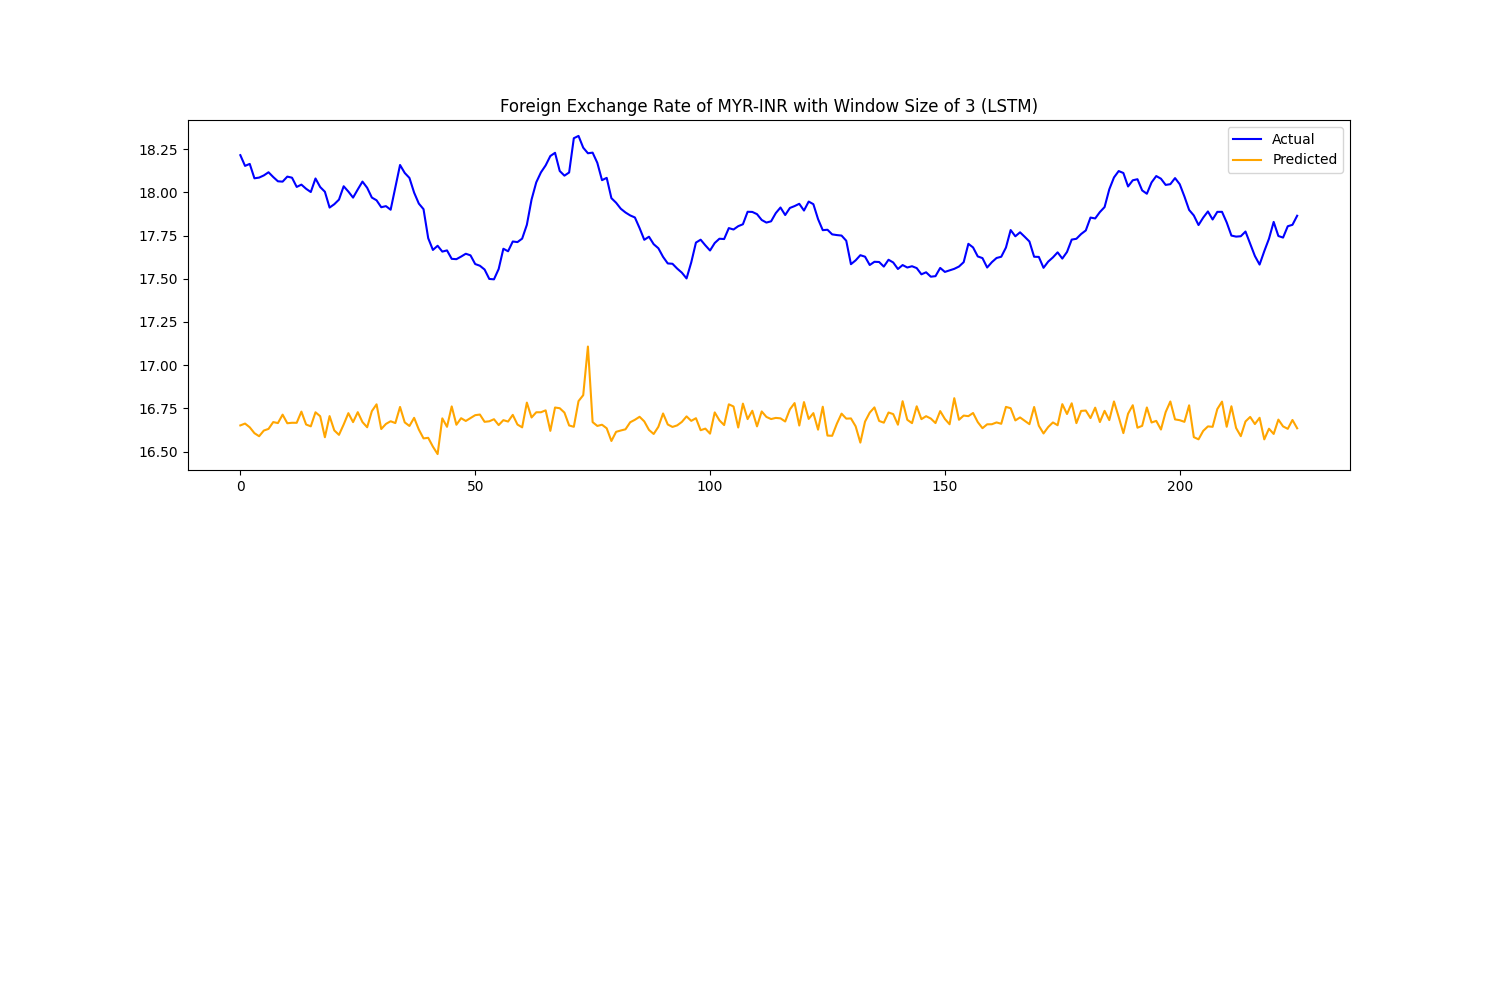 Foreign Exchange Rate of MYR-INR with Window Size of 3 (LSTM)
Actual
Predicted
18.25
18.00
17.75
17.50
17.25
17.00
16.75
16.50
0 50 100 150 200